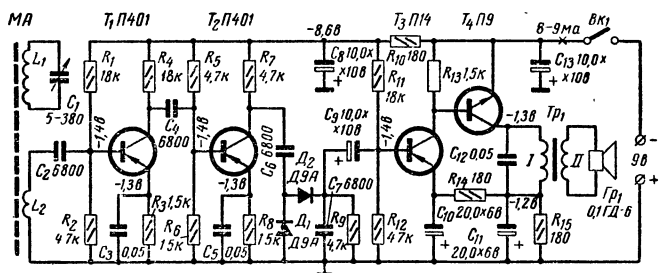 МА
T₁ П401
T₂ П401
-8,6в
T₃ П14
T₄ П9
8-9ма
Вк₁
L₁
C₁
5-380
R₁
18к
R₄
18к
R₅
4,7к
R₇
4,7к
C₈ 10,0х
х10в
R₁₀ 180
R₁₁
18к
R₁₃ 1,5к
C₁₃ 10,0х
х10в
-1,4в
C₄
6800
-1,4в
C₉ 10,0х
х10в
-1,4в
-1,3в
Тр₁
C₂ 6800
C₆ 6800
Д₂
Д9А
C₁₂ 0,05
I
II
9в
-1,3в
-1,3в
-1,3в
R₁₄ 180
-1,2в
Гр₁
0,1ГД-6
L₂
R₂
4,7к
C₃
0,05
R₃ 1,5к
R₆
1,5к
C₅
0,05
R₈
1,5к
Д₁
Д9А
C₇ 6800
R₉
4,7к
R₁₂
4,7к
C₁₀
20,0х6в
C₁₁
20,0х6в
R₁₅
180